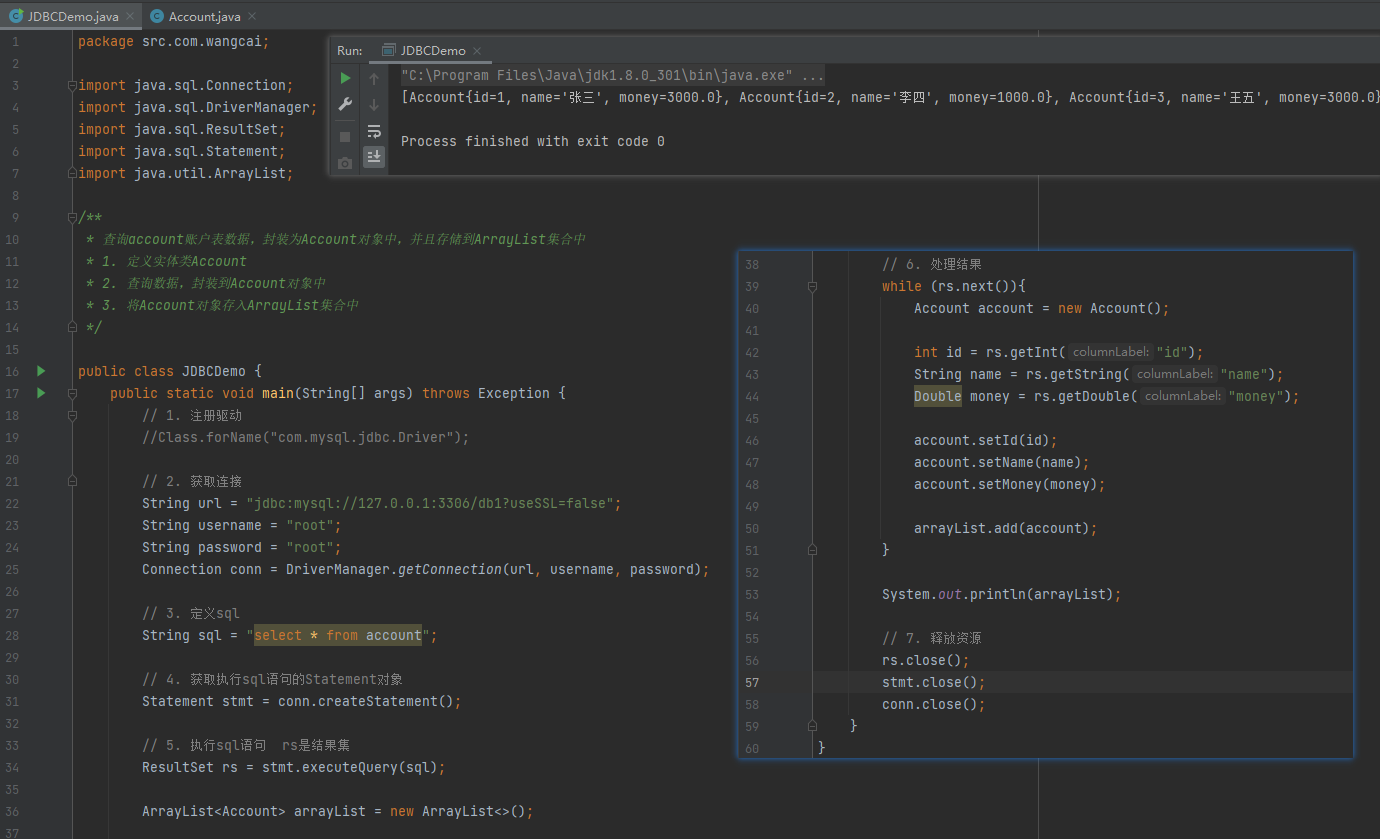 JDBCDemo.java
Account.java
1 package src.com.wangcai;
2
3 import java.sql.Connection;
4 import java.sql.DriverManager;
5 import java.sql.ResultSet;
6 import java.sql.Statement;
7 import java.util.ArrayList;
8
9 /**
10 * 查询account账户表数据，封装为Account对象中，并且存储到ArrayList集合中
11 * 1. 定义实体类Account
12 * 2. 查询数据，封装到Account对象中
13 * 3. 将Account对象存入ArrayList集合中
14 */
15
16 public class JDBCDemo {
17 public static void main(String[] args) throws Exception {
18 // 1. 注册驱动
19 //Class.forName("com.mysql.jdbc.Driver");
20
21 // 2. 获取连接
22 String url = "jdbc:mysql://127.0.0.1:3306/db1?useSSL=false";
23 String username = "root";
24 String password = "root";
25 Connection conn = DriverManager.getConnection(url, username, password);
26
27 // 3. 定义sql
28 String sql = "select * from account";
29
30 // 4. 获取执行sql语句的Statement对象
31 Statement stmt = conn.createStatement();
32
33 // 5. 执行sql语句  rs是结果集
34 ResultSet rs = stmt.executeQuery(sql);
35
36 ArrayList<Account> arrayList = new ArrayList<>();
37
Run: JDBCDemo
"C:\Program Files\Java\jdk1.8.0_301\bin\java.exe" ...
[Account{id=1, name='张三', money=3000.0}, Account{id=2, name='李四', money=1000.0}, Account{id=3, name='王五', money=3000.0}
Process finished with exit code 0
38 // 6. 处理结果
39 while (rs.next()){
40 Account account = new Account();
41
42 int id = rs.getInt( columnLabel: "id");
43 String name = rs.getString( columnLabel: "name");
44 Double money = rs.getDouble( columnLabel: "money");
45
46 account.setId(id);
47 account.setName(name);
48 account.setMoney(money);
49
50 arrayList.add(account);
51 }
52
53 System.out.println(arrayList);
54
55 // 7. 释放资源
56 rs.close();
57 stmt.close();
58 conn.close();
59 }
60 }